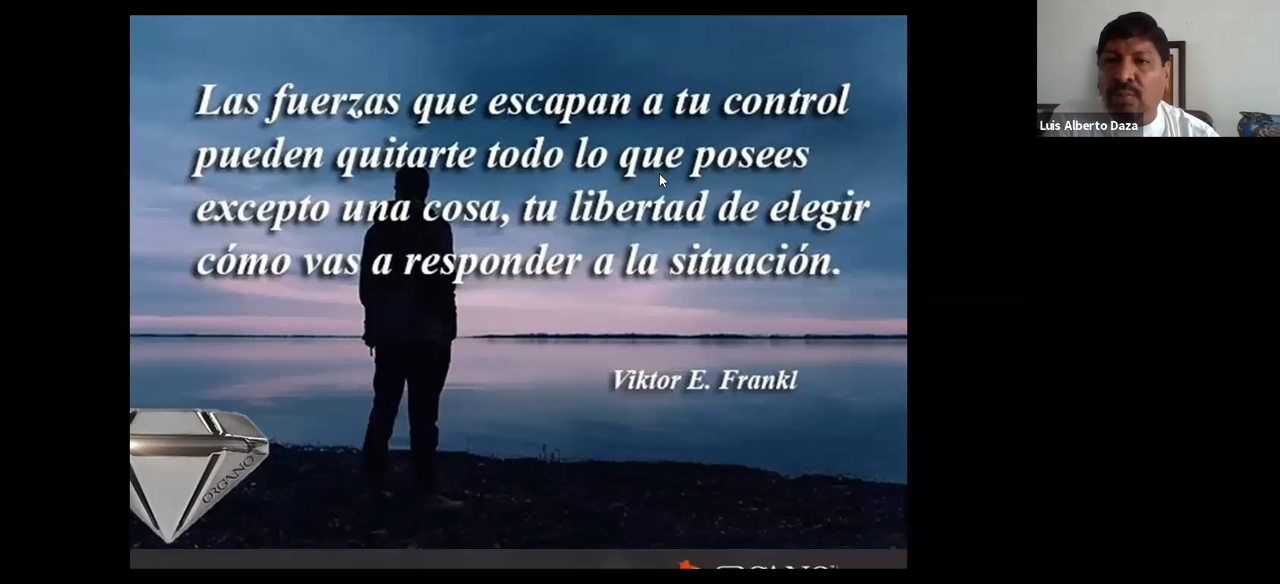 Las fuerzas que escapan a tu control
pueden quitarte todo lo que posees
excepto una cosa, tu libertad de elegir
cómo vas a responder a la situación.
Viktor E. Frankl
ORGANO
Luis Alberto Daza